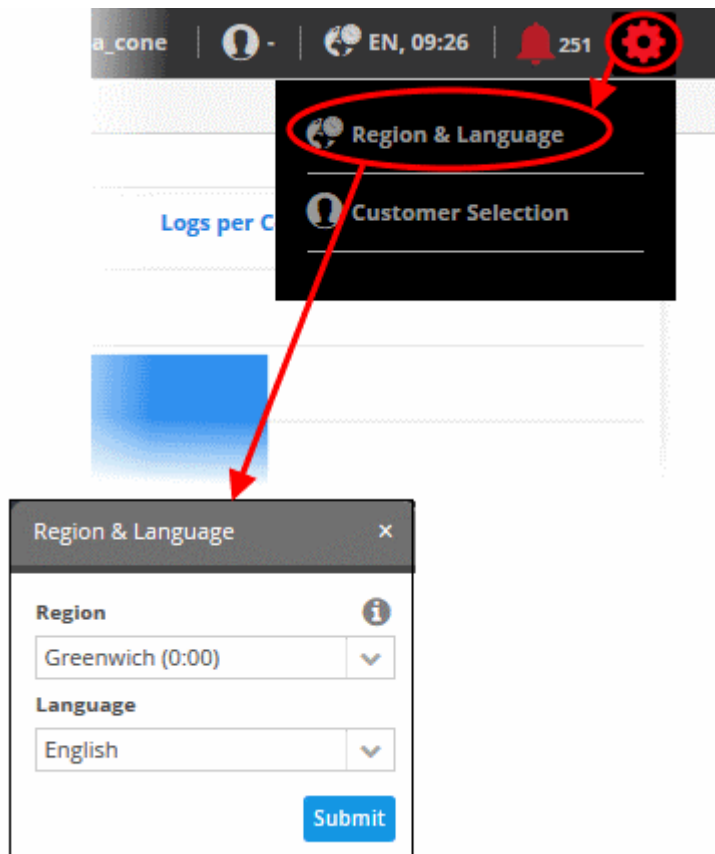 a_cone - EN, 09:26 251
Region & Language
Customer Selection
Logs per C
Region & Language ×
Region
Greenwich (0:00)
Language
English
Submit